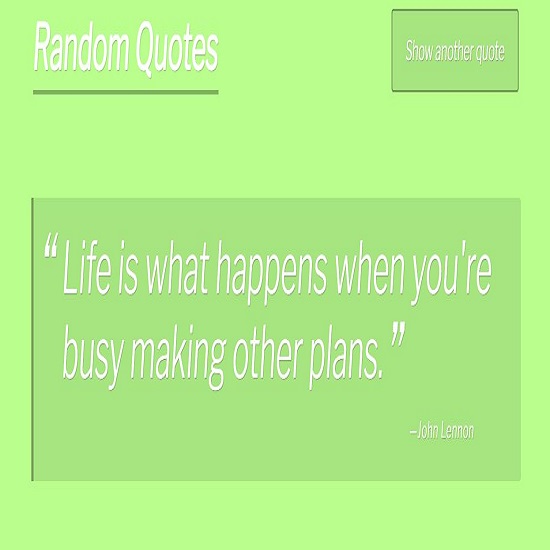 Random Quotes
Show another quote
“Life is what happens when you're
busy making other plans.”
–John Lennon